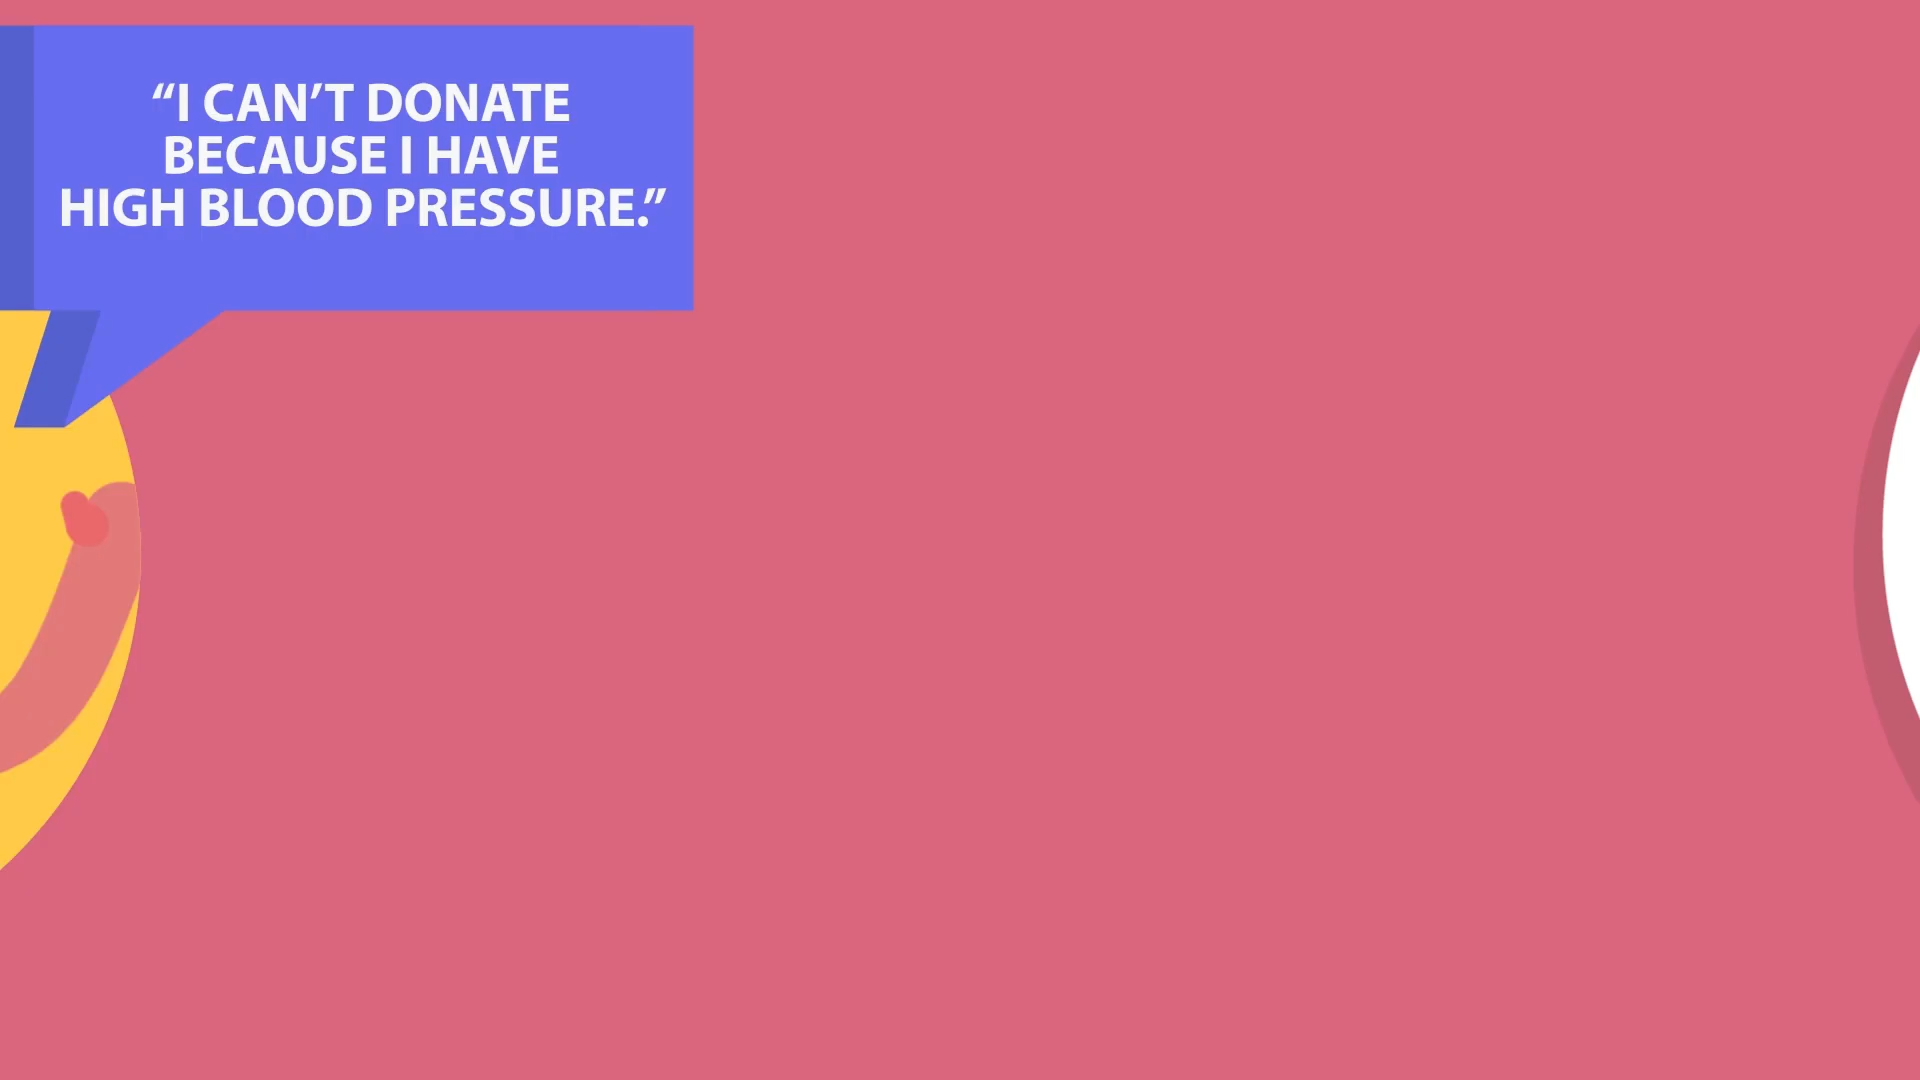 “I CAN’T DONATE
BECAUSE I HAVE
HIGH BLOOD PRESSURE.”